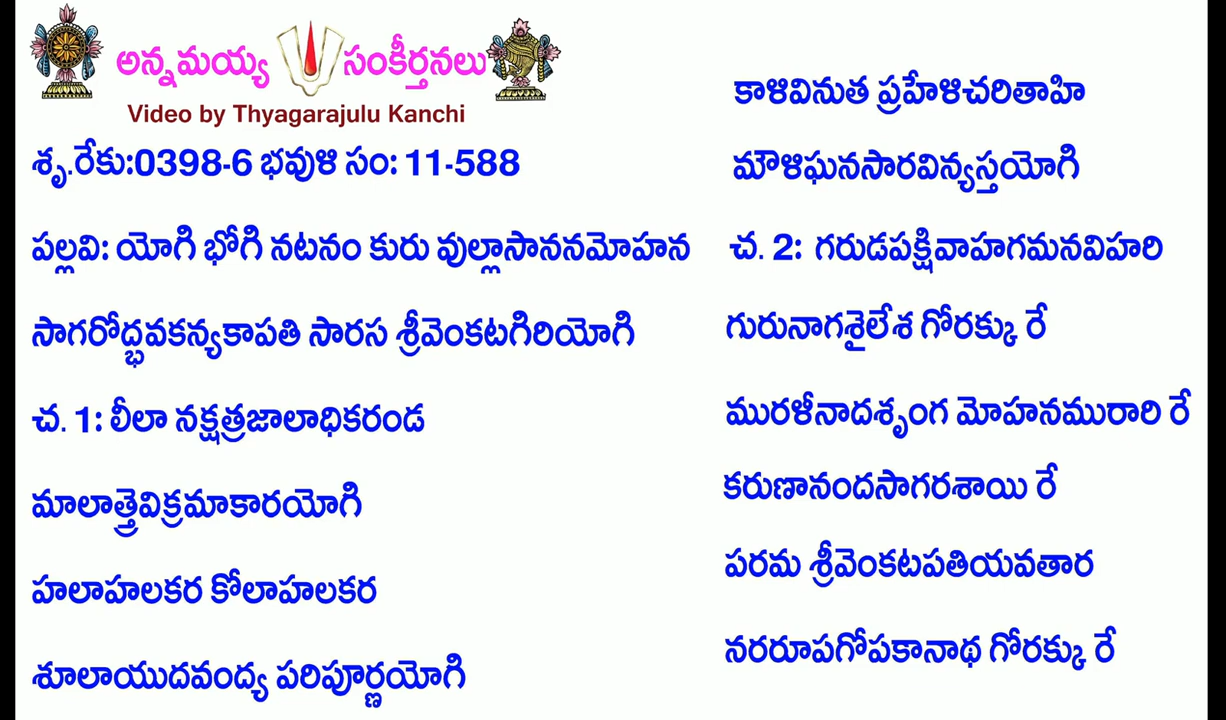 అన్నమయ్య సంకీర్తనలు
Video by Thyagarajulu Kanchi
శృ.రేకు:0398-6 భవుళి సం: 11-588
పల్లవి: యోగి భోగి నటనం కురు వుల్లాసాననమోహన
సాగరోద్భవకన్యకాపతి సారస శ్రీవెంకటగిరియోగి
చ. 1: లీలా నక్షత్రజాలాధికరండ
మాలాత్త్రైవిక్రమాకారయోగి
హలాహలకర కోలాహలకర
శూలాయుదవంద్య పరిపూర్ణయోగి
కాళివినుత ప్రహేళిచరితాహి
మౌళిఘనసారవిన్యస్తయోగి
చ. 2: గరుడపక్షివాహగమనవిహరి
గురునాగశైలేశ గోరక్కు రే
మురళీనాదశృంగ మోహనమురారి రే
కరుణానందసాగరశాయి రే
పరమ శ్రీవెంకటపతియవతార
నరరూపగోపకానాథ గోరక్కు రే